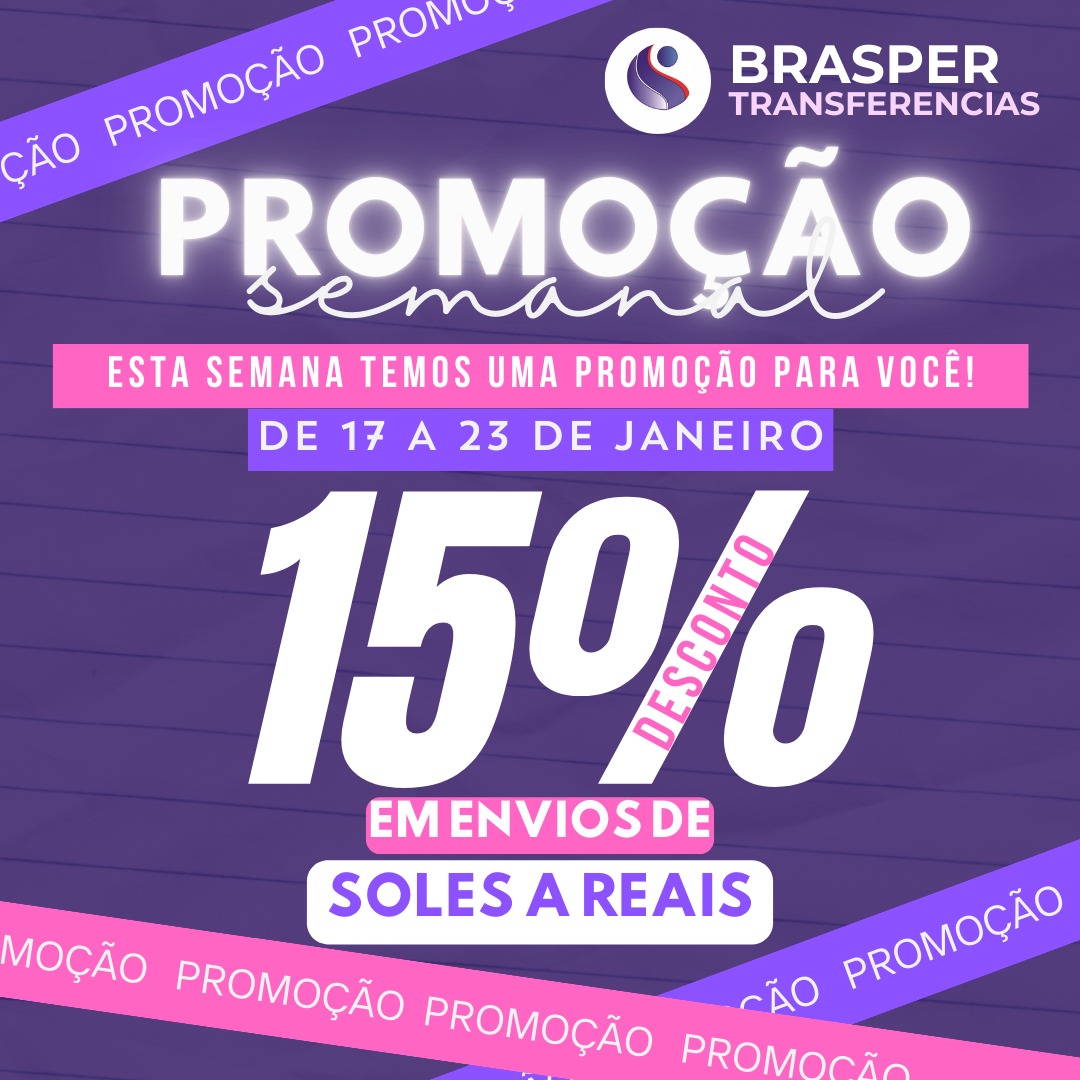 ÇÃO PROMOÇÃO PROMOÇ
BRASPER
TRANSFERENCIAS
PROMOÇÃO
semanal
ESTA SEMANA TEMOS UMA PROMOÇÃO PARA VOCÊ!
DE 17 A 23 DE JANEIRO
15%
DESCONTO
EM ENVIOS DE
SOLES A REAIS
MOÇÃO PROMOÇÃO PROMOÇÃO PROMOÇÃO
ÇÃO PROMOÇÃO